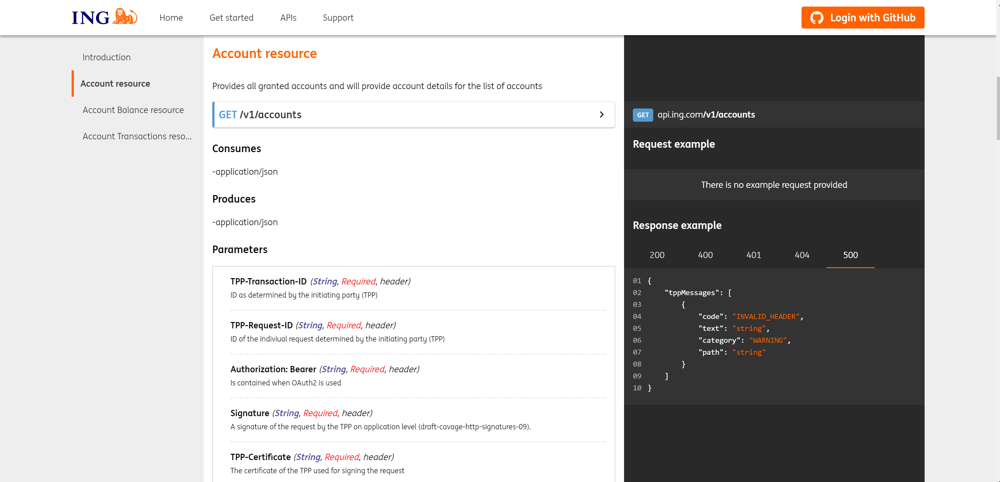 ING
Home
Get started
APIs
Support
Login with GitHub
Introduction
Account resource
Account Balance resource
Account Transactions reso...
Account resource
Provides all granted accounts and will provide account details for the list of accounts
GET /v1/accounts
Consumes
-application/json
Produces
-application/json
Parameters
TPP-Transaction-ID (String, Required, header)
ID as determined by the initiating party (TPP)
TPP-Request-ID (String, Required, header)
ID of the indiviual request determined by the initiating party (TPP)
Authorization: Bearer (String, Required, header)
Is contained when OAuth2 is used
Signature (String, Required, header)
A signature of the request by the TPP on application level (draft-cavage-http-signatures-09).
TPP-Certificate (String, Required, header)
The certificate of the TPP used for signing the request
GET api.ing.com/v1/accounts
Request example
There is no example request provided
Response example
200 400 401 404 500
01 {
02 "tppMessages": [
03 {
04 "code": "INVALID_HEADER",
05 "text": "string",
06 "category": "WARNING",
07 "path": "string"
08 }
09 ]
10 }